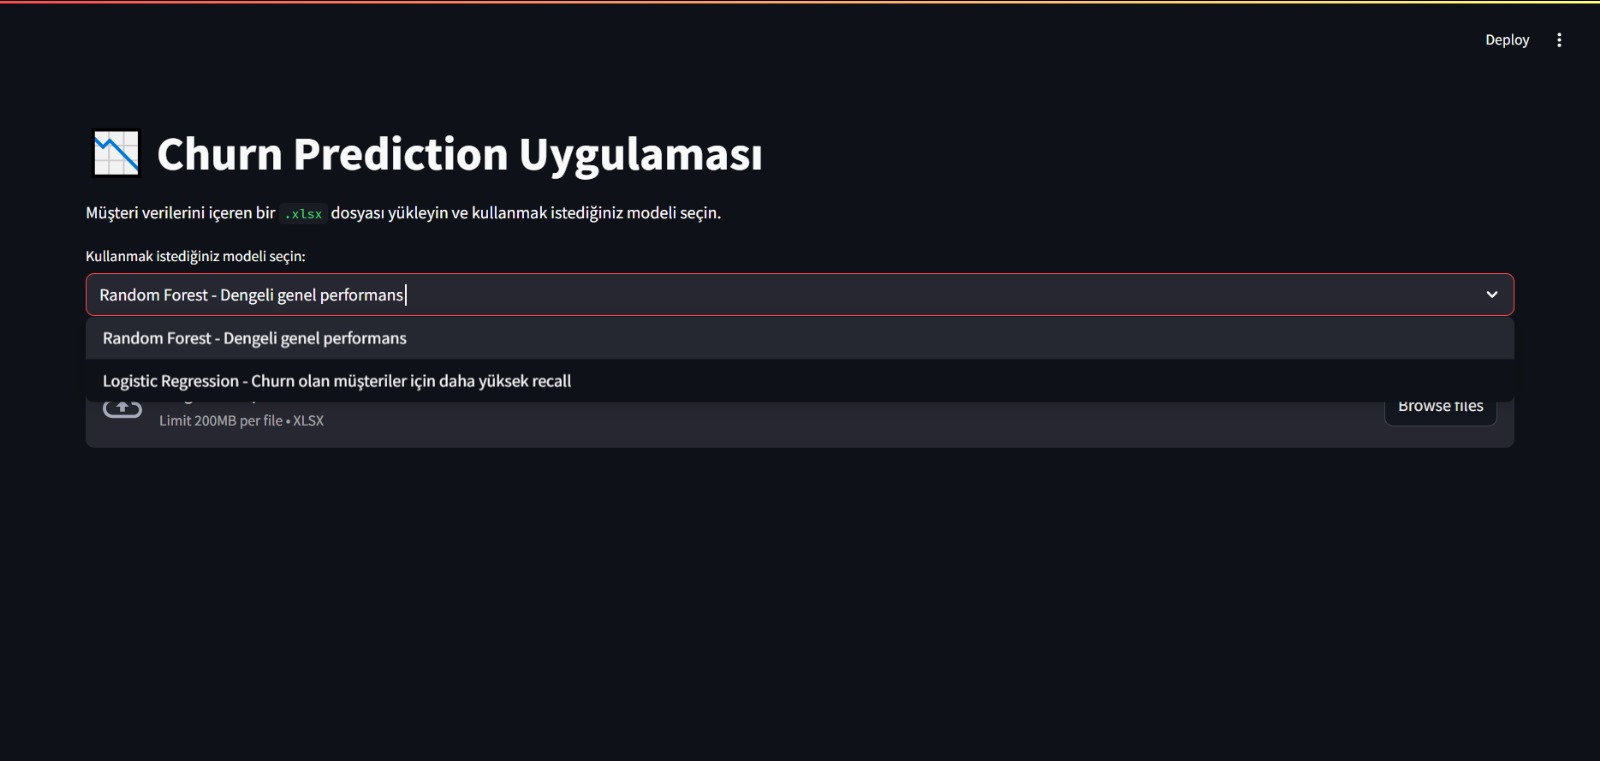 Deploy
Churn Prediction Uygulaması
Müşteri verilerini içeren bir .xlsx dosyası yükleyin ve kullanmak istediğiniz modeli seçin.
Kullanmak istediğiniz modeli seçin:
Random Forest - Dengeli genel performans
Random Forest - Dengeli genel performans
Logistic Regression - Churn olan müşteriler için daha yüksek recall
Browse files
Limit 200MB per file • XLSX